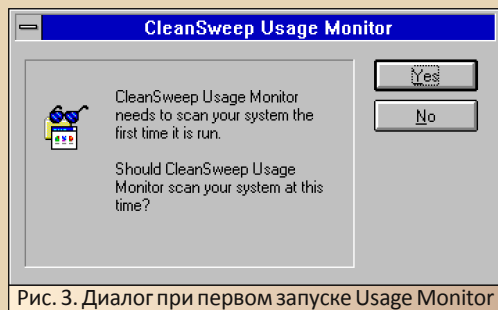 CleanSweep Usage Monitor
CleanSweep Usage Monitor
needs to scan your system the
first time it is run.
Should CleanSweep Usage
Monitor scan your system at this
time?
Yes
No
Рис. 3. Диалог при первом запуске Usage Monitor